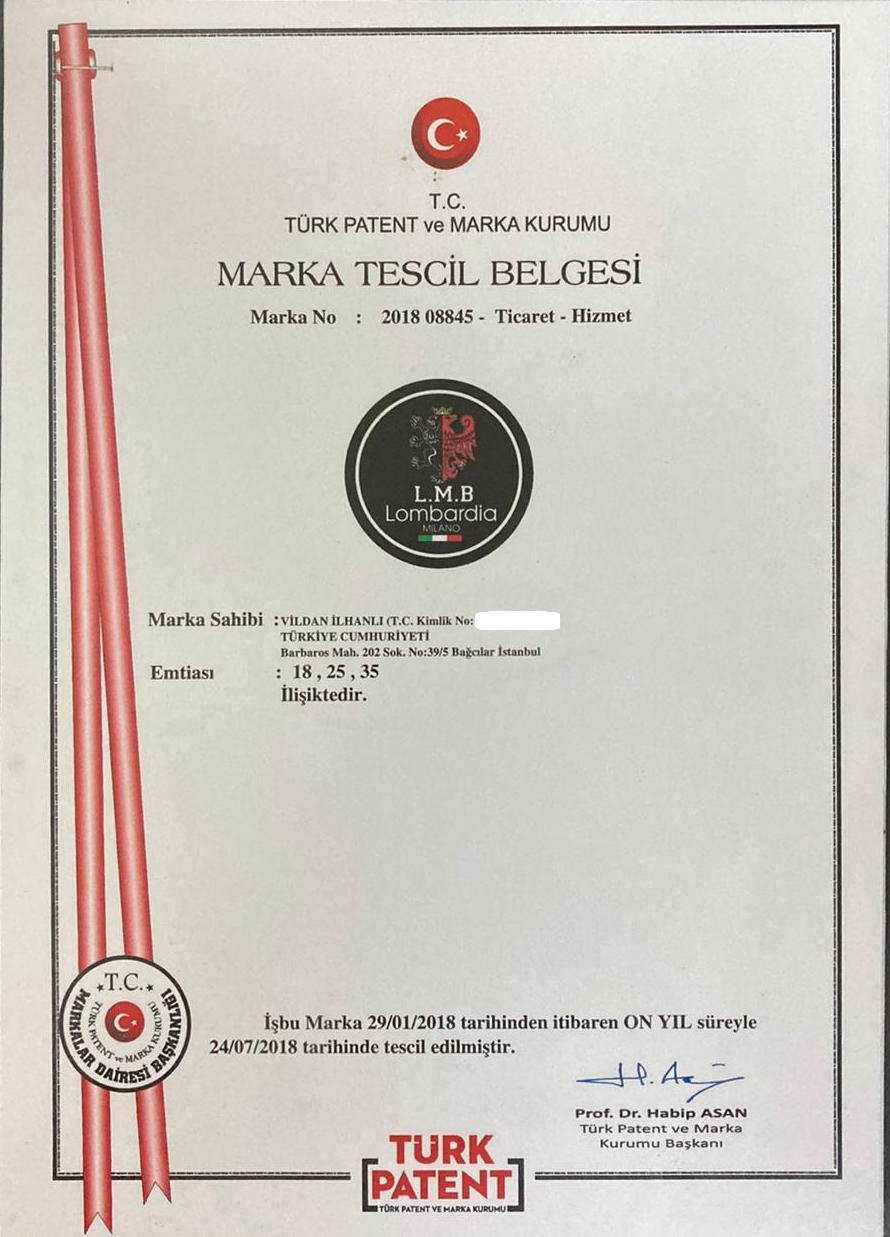 T.C.
TÜRK PATENT ve MARKA KURUMU
MARKA TESCİL BELGESİ
Marka No : 2018 08845 - Ticaret - Hizmet
L.M.B
Lombardia
MILANO
Marka Sahibi : VİLDAN İLHANLI (T.C. Kimlik No:
TÜRKİYE CUMHURİYETİ
Barbaros Mah. 202 Sok. No:39/5 Bağcılar İstanbul
Emtiası : 18 , 25 , 35
İlişiktedir.
T.C.
TÜRK PATENT ve MARKA KURUMU
MARKALAR DAİRESİ BAŞKANLIĞI
İşbu Marka 29/01/2018 tarihinden itibaren ON YIL süreyle
24/07/2018 tarihinde tescil edilmiştir.
Prof. Dr. Habip ASAN
Türk Patent ve Marka
Kurumu Başkanı
TÜRK
PATENT
TÜRK PATENT VE MARKA KURUMU